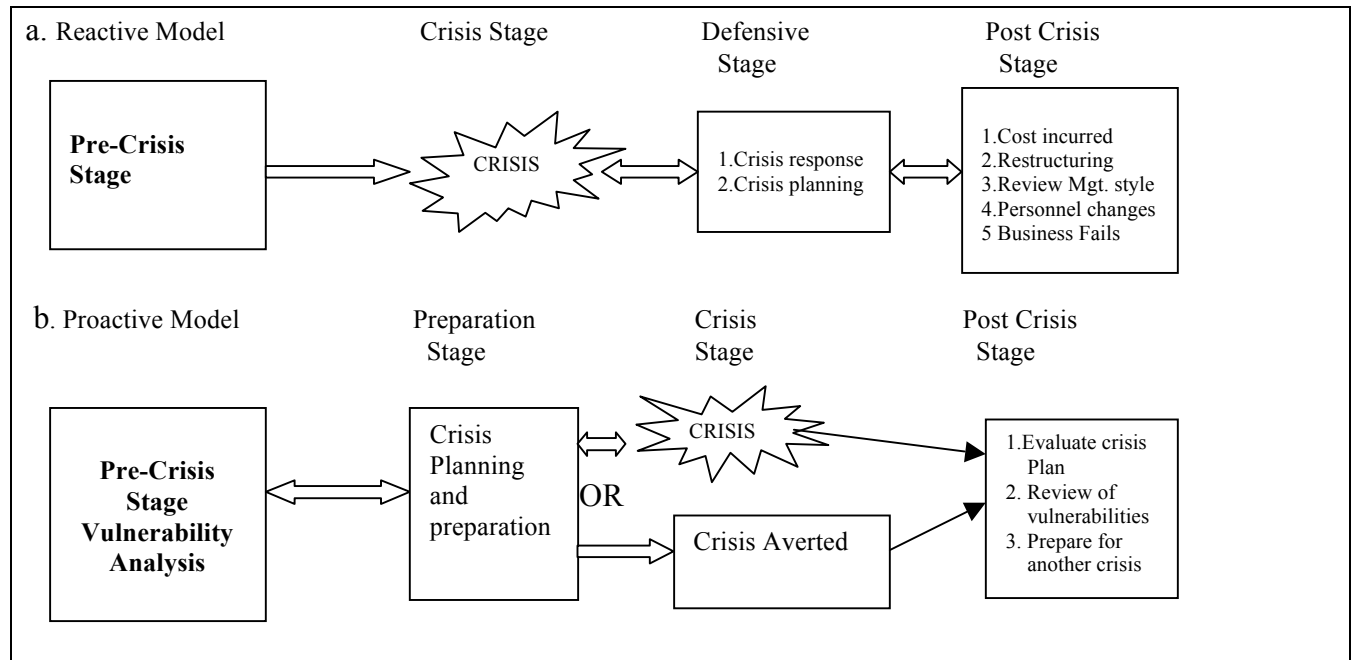 a. Reactive Model
Crisis Stage
Defensive
Stage
Post Crisis
Stage
Pre-Crisis
Stage
CRISIS
1.Crisis response
2.Crisis planning
1.Cost incurred
2.Restructuring
3.Review Mgt. style
4.Personnel changes
5 Business Fails
b. Proactive Model
Preparation
Stage
Crisis
Stage
Post Crisis
Stage
Pre-Crisis
Stage
Vulnerability
Analysis
Crisis
Planning
and
preparation
OR
CRISIS
Crisis Averted
1.Evaluate crisis
Plan
2. Review of
vulnerabilities
3. Prepare for
another crisis